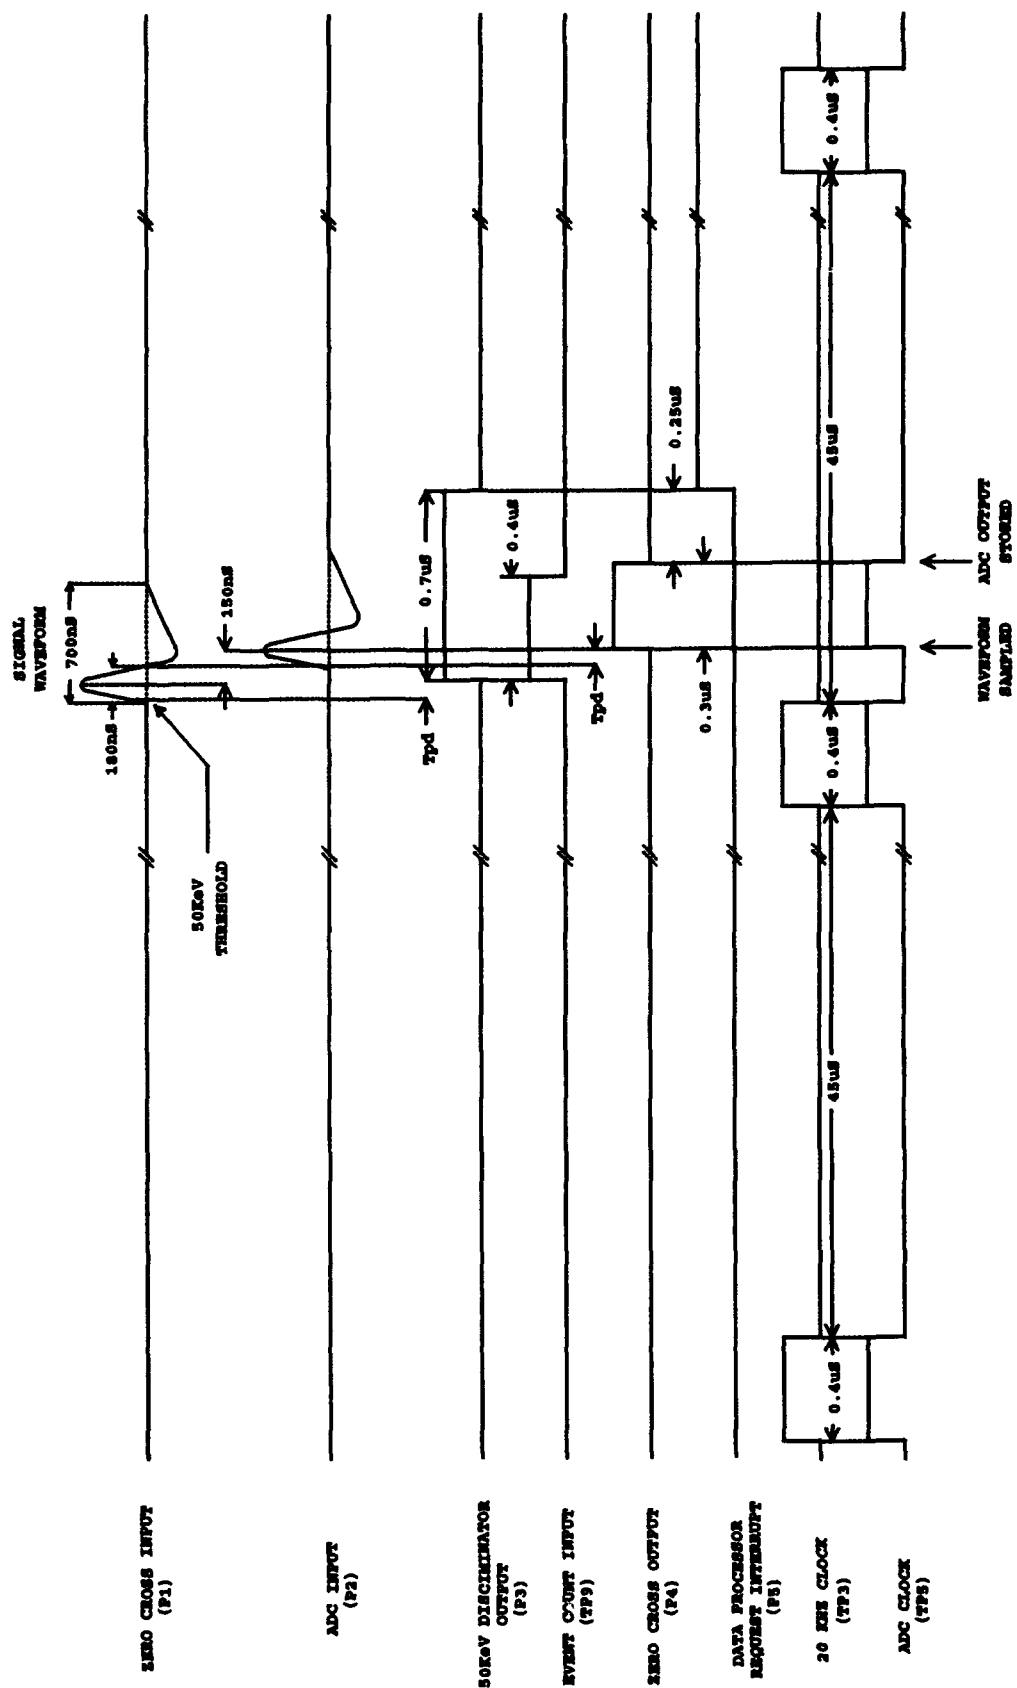 SIGNAL
WAVEFORM
700nS
180nS
150nS
50KeV
THRESHOLD
Tpd
0.7uS
0.4uS
Tpd
0.3uS
0.25uS
0.4uS
45uS
0.4uS
45uS
0.4uS
WAVEFORM
SAMPLED
ADC OUTPUT
STORED
ZERO CROSS INPUT
(P1)
ADC INPUT
(P2)
50KeV DISCRIMINATOR
OUTPUT
(P3)
EVENT COUNT INPUT
(TP9)
ZERO CROSS OUTPUT
(P4)
DATA PROCESSOR
REQUEST INTERRUPT
(P5)
20 KHZ CLOCK
(TP3)
ADC CLOCK
(TP5)